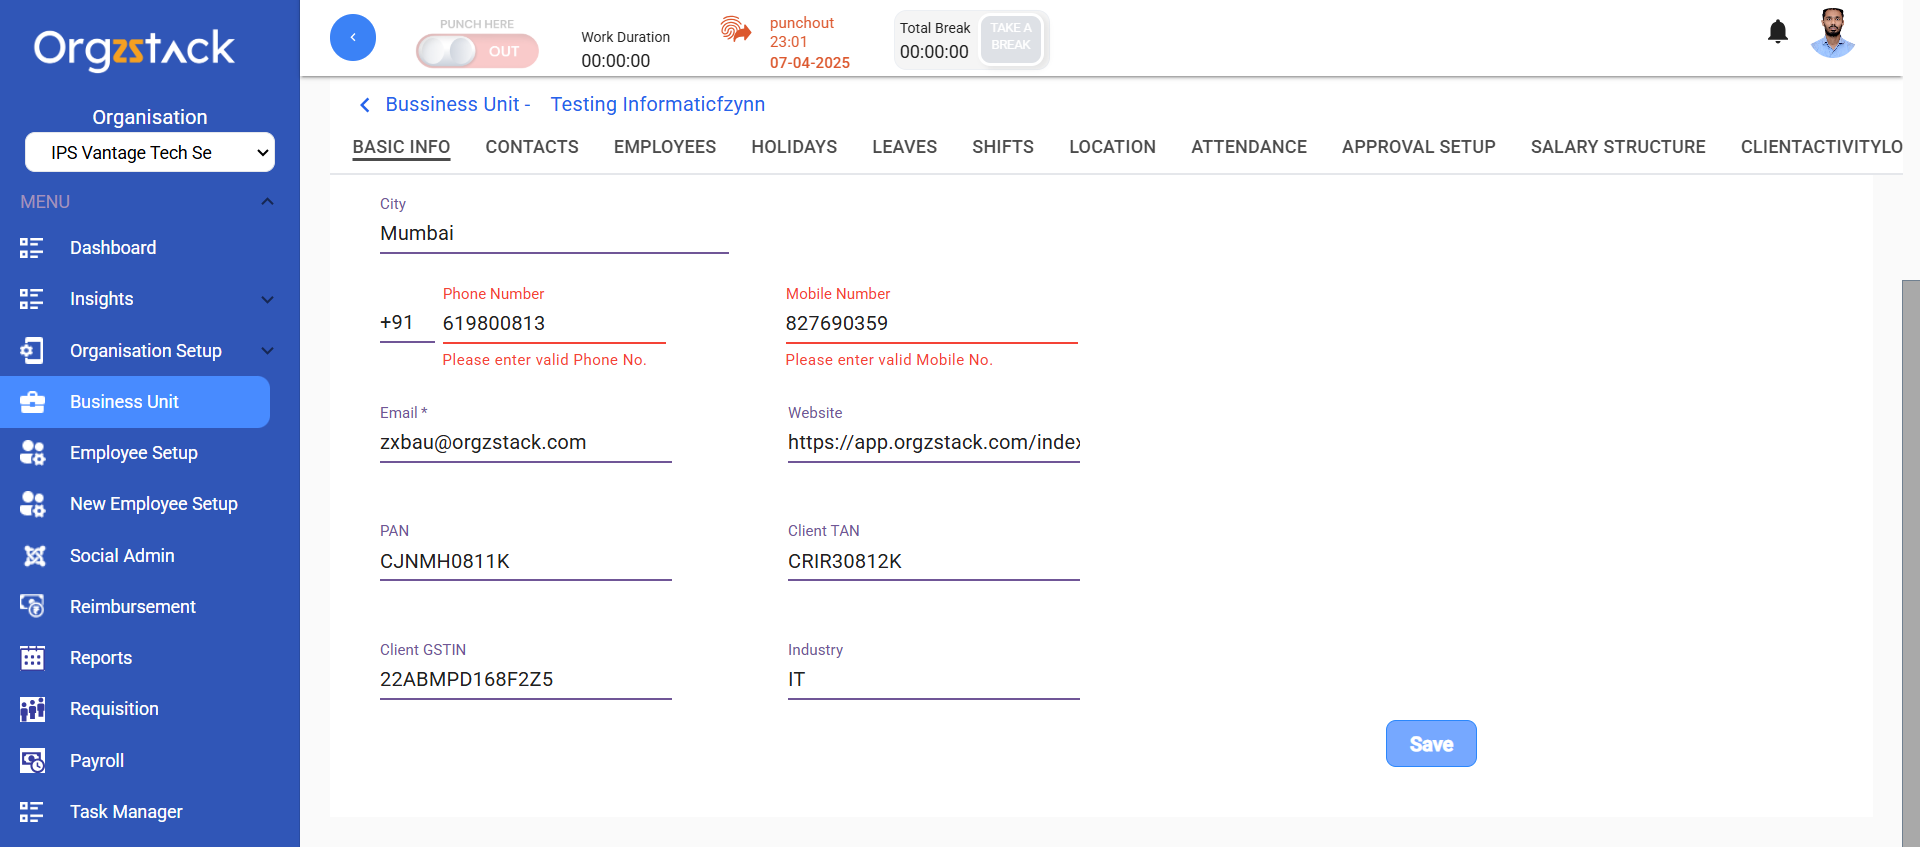 Orgzstack
Organisation
IPS Vantage Tech Se
MENU
Dashboard
Insights
Organisation Setup
Business Unit
Employee Setup
New Employee Setup
Social Admin
Reimbursement
Reports
Requisition
Payroll
Task Manager
PUNCH HERE
OUT
Work Duration
00:00:00
punchout
23:01
07-04-2025
Total Break
00:00:00
TAKE A
BREAK
Bussiness Unit - Testing Informaticfzynn
BASIC INFO CONTACTS EMPLOYEES HOLIDAYS LEAVES SHIFTS LOCATION ATTENDANCE APPROVAL SETUP SALARY STRUCTURE CLIENTACTIVITYLO
City
Mumbai
Phone Number Mobile Number
+91 619800813 827690359
Please enter valid Phone No. Please enter valid Mobile No.
Email * Website
zxbau@orgzstack.com https://app.orgzstack.com/index
PAN Client TAN
CJNMH0811K CRIR30812K
Client GSTIN Industry
22ABMPD168F2Z5 IT
Save